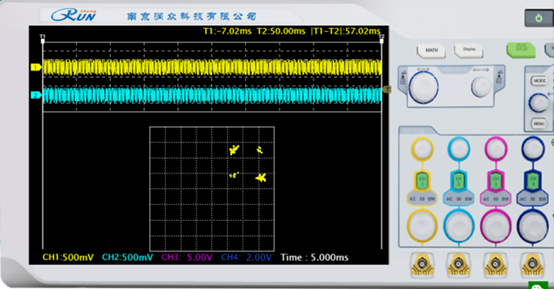 zhong
RUN 南京润众科技有限公司
T1:-7.02ms T2:50.00ms |T1-T2|:57.02ms
T1 T2
1
2
MATH Display
MODE
MENU
AC 50 BW AC 50 BW AC 50 BW AC 50 BW
CH1:500mV CH2:500mV CH3: 5.00V CH4: 2.00V Time : 5.000ms